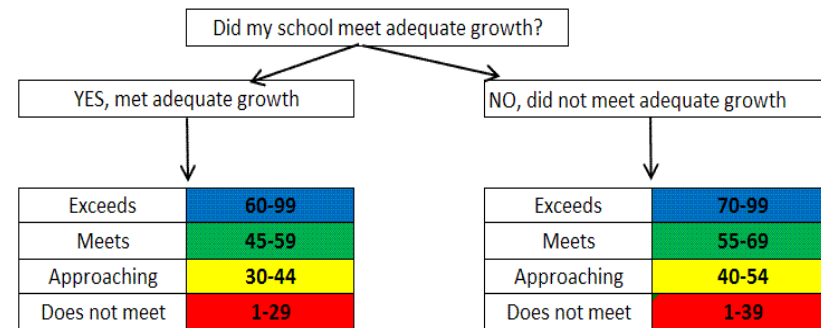 Did my school meet adequate growth?
YES, met adequate growth
NO, did not meet adequate growth
Exceeds 60-99
Meets 45-59
Approaching 30-44
Does not meet 1-29
Exceeds 70-99
Meets 55-69
Approaching 40-54
Does not meet 1-39